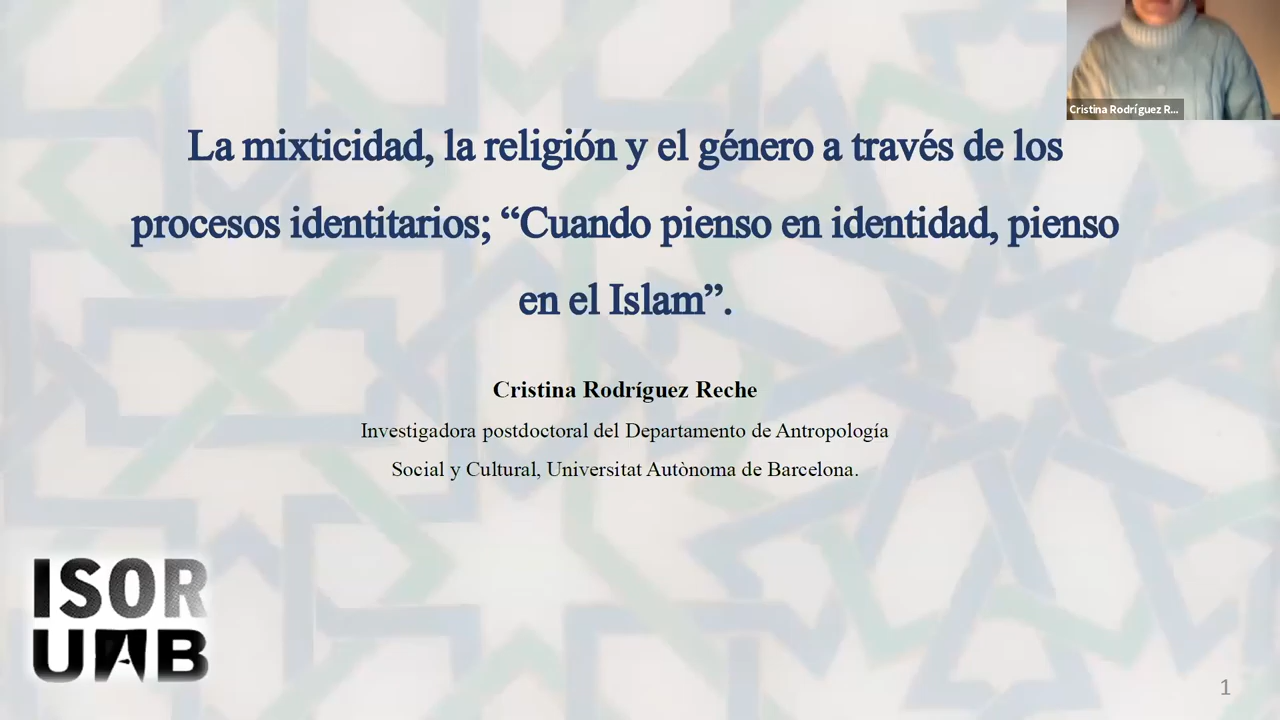 Cristina Rodríguez R...
La mixticidad, la religión y el género a través de los
procesos identitarios; “Cuando pienso en identidad, pienso
en el Islam”.
Cristina Rodríguez Reche
Investigadora postdoctoral del Departamento de Antropología
Social y Cultural, Universitat Autònoma de Barcelona.
ISOR
UAB
1